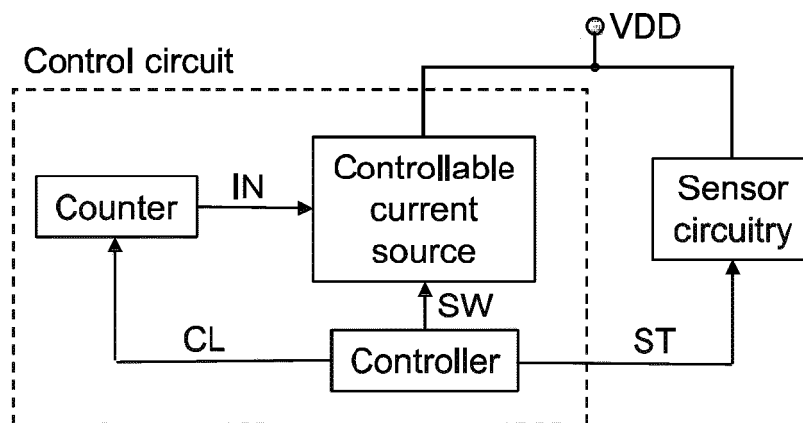 VDD
Control circuit
Counter
IN
Controllable
current
source
Sensor
circuitry
SW
CL
Controller
ST